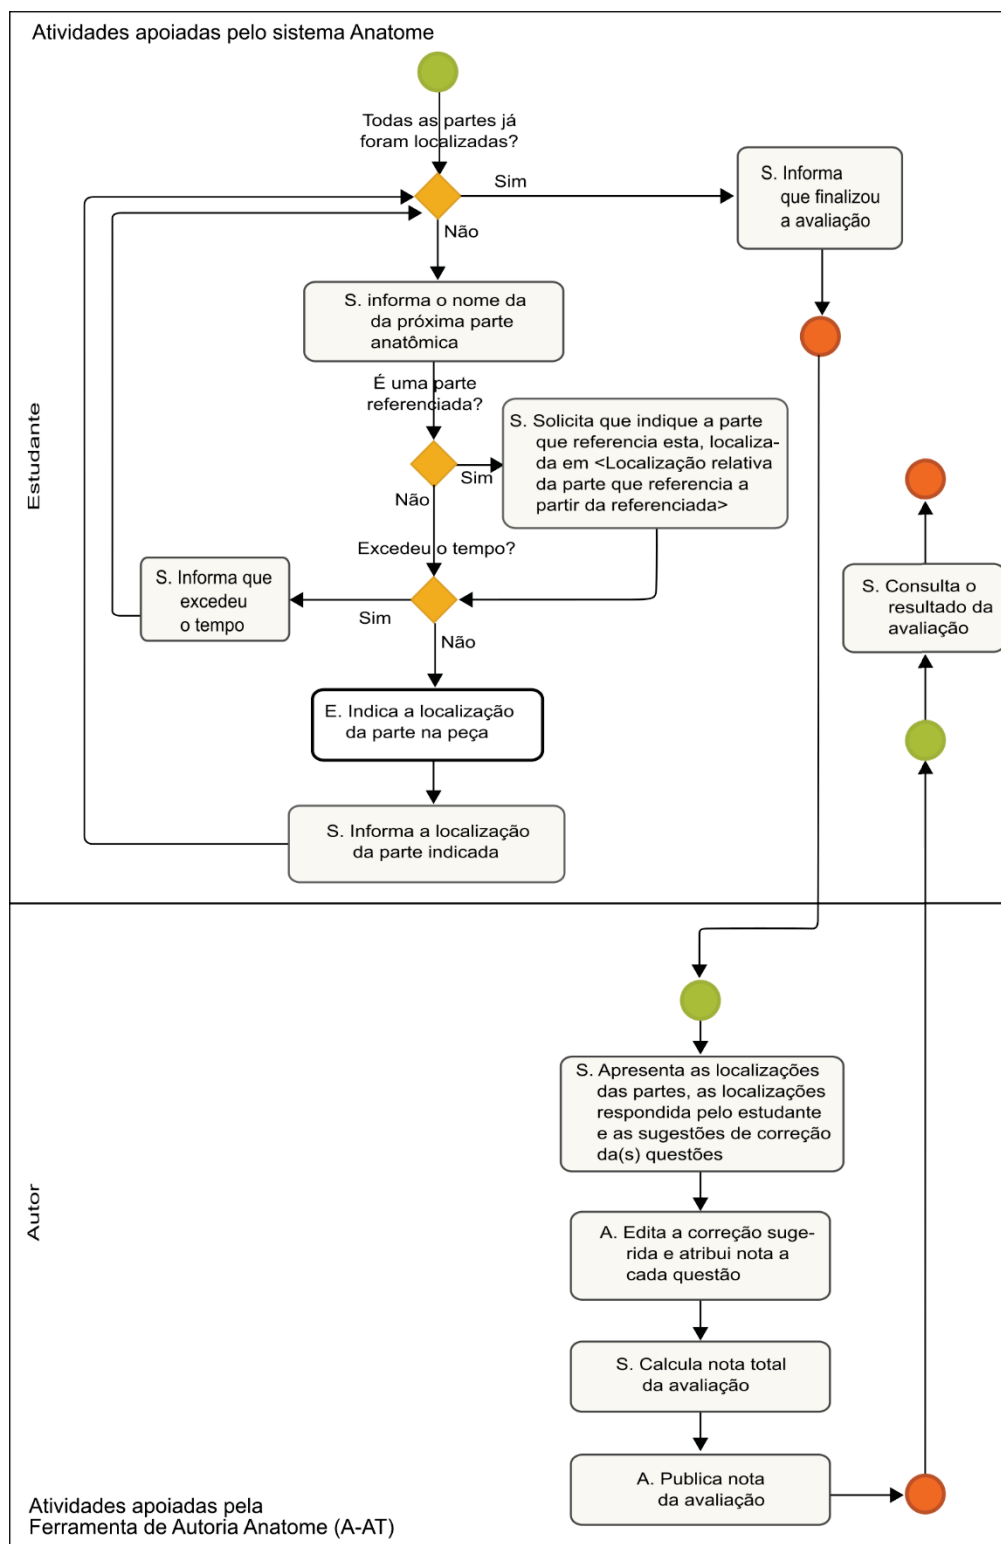 Atividades apoiadas pelo sistema Anatome
Todas as partes já
foram localizadas?
Sim
S. Informa
que finalizou
a avaliação
Não
S. informa o nome da
da próxima parte
anatômica
É uma parte
referenciada?
S. Solicita que indique a parte
que referencia esta, localiza-
da em <Localização relativa
da parte que referencia a
partir da referenciada>
Sim
Não
Estudante
Excedeu o tempo?
S. Informa que
excedeu
o tempo
Sim
Não
S. Consulta o
resultado da
avaliação
E. Indica a localização
da parte na peça
S. Informa a localização
da parte indicada
S. Apresenta as localizações
das partes, as localizações
respondida pelo estudante
e as sugestões de correção
da(s) questões
Autor
A. Edita a correção suge-
rida e atribui nota a
cada questão
S. Calcula nota total
da avaliação
A. Publica nota
da avaliação
Atividades apoiadas pela
Ferramenta de Autoria Anatome (A-AT)